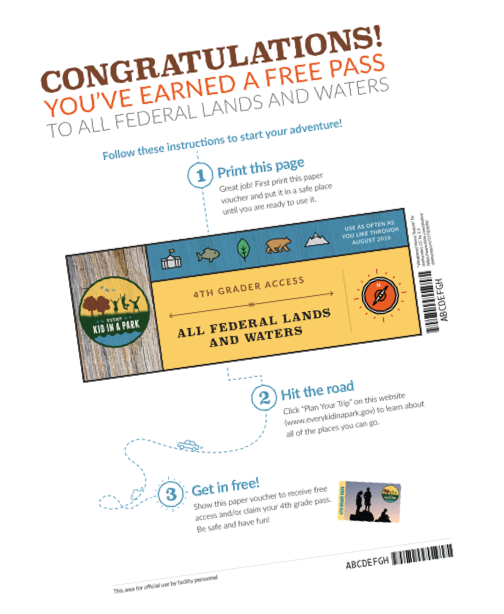 CONGRATULATIONS!
YOU'VE EARNED A FREE PASS
TO ALL FEDERAL LANDS AND WATERS
Follow these instructions to start your adventure!
1 Print this page
Great job! First print this paper
voucher and put it in a safe place
until you are ready to use it.
USE AS OFTEN AS
YOU LIKE THROUGH
AUGUST 2016
4TH GRADER ACCESS
ALL FEDERAL LANDS
AND WATERS
EVERY
KID IN A PARK
N
ABCDEFGH
2 Hit the road
Click "Plan Your Trip" on this website
(www.everykidinapark.gov) to learn about
all of the places you can go.
3 Get in free!
Show this paper voucher to receive free
access and/or claim your 4th grade pass.
Be safe and have fun!
This area for official use by facility personnel
ABCDEFGH